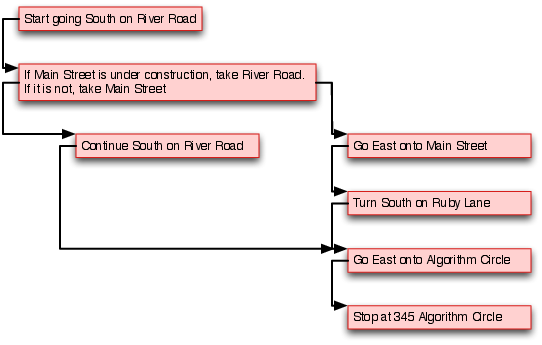 Start going South on River Road
If Main Street is under construction, take River Road.
If it is not, take Main Street
Continue South on River Road
Go East onto Main Street
Turn South on Ruby Lane
Go East onto Algorithm Circle
Stop at 345 Algorithm Circle